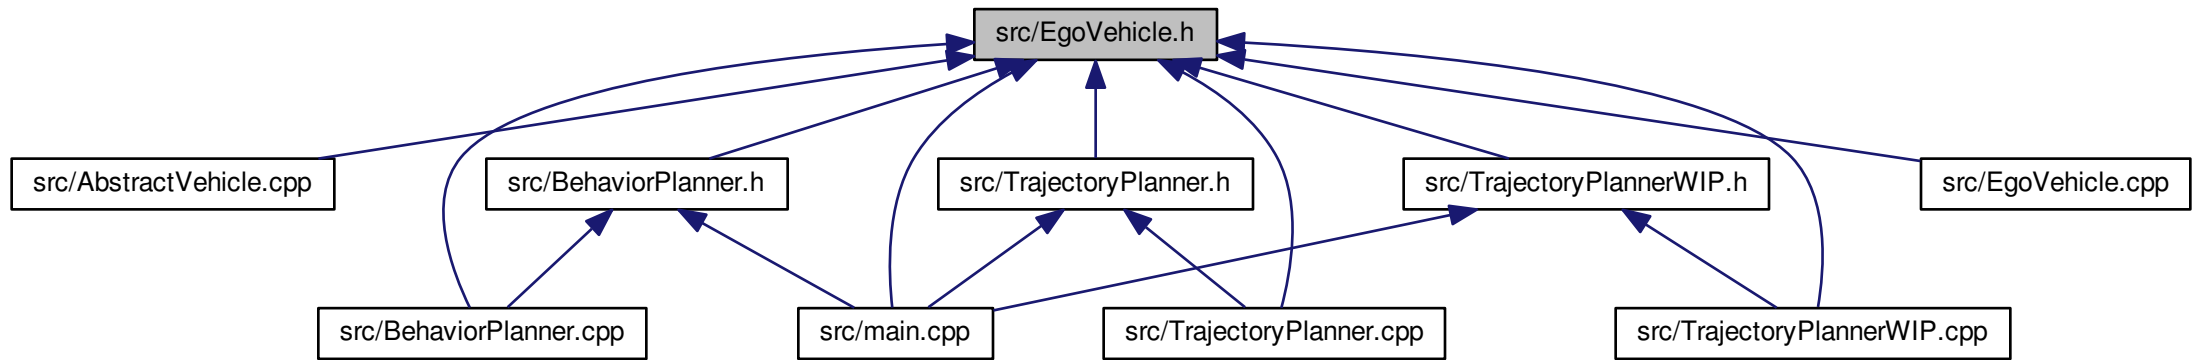 src/EgoVehicle.h
src/AbstractVehicle.cpp
src/BehaviorPlanner.h
src/TrajectoryPlanner.h
src/TrajectoryPlannerWIP.h
src/EgoVehicle.cpp
src/BehaviorPlanner.cpp
src/main.cpp
src/TrajectoryPlanner.cpp
src/TrajectoryPlannerWIP.cpp